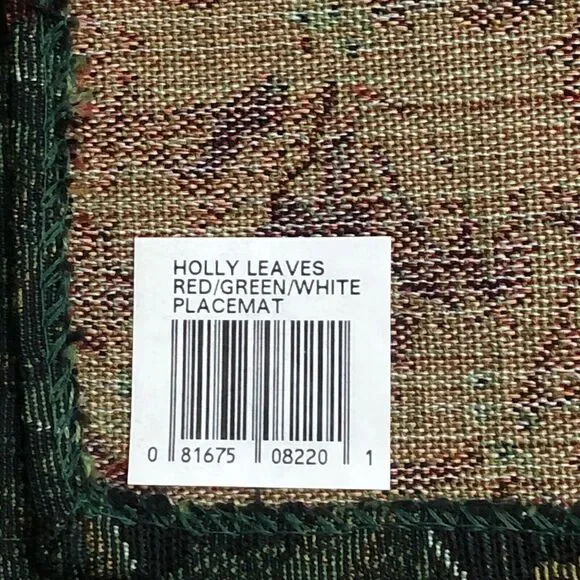 HOLLY LEAVES
RED/GREEN/WHITE
PLACEMAT
0 81675 08220 1